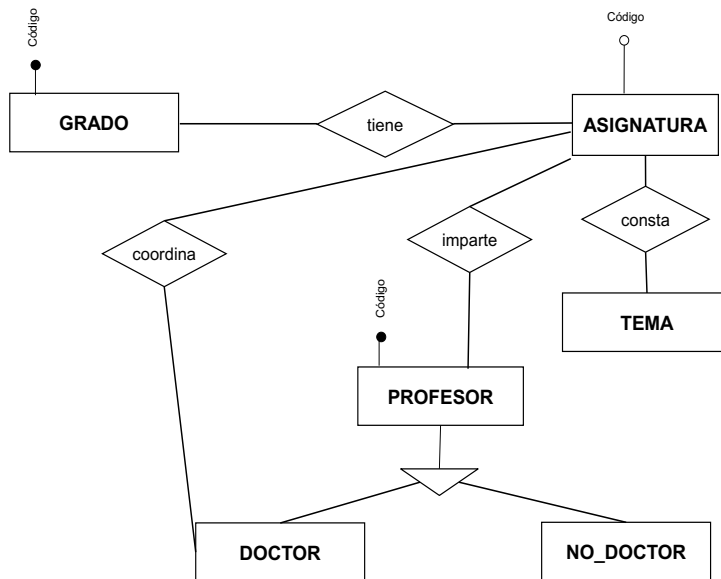 Código
Código
GRADO
tiene
ASIGNATURA
coordina
imparte
consta
Código
TEMA
PROFESOR
DOCTOR
NO_DOCTOR